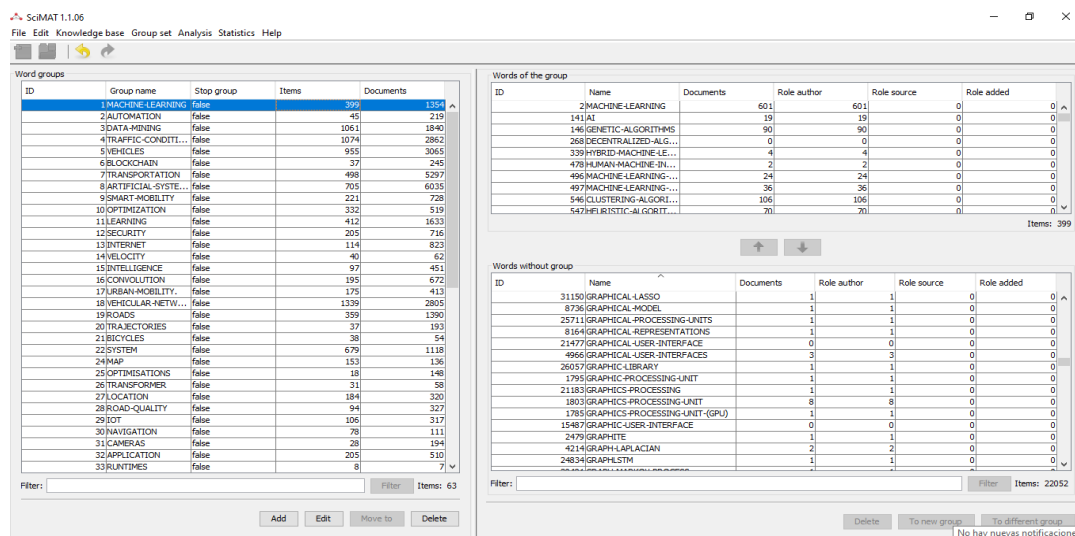 SciMAT 1.1.06
File Edit Knowledge base Group set Analysis Statistics Help
Word groups
ID Group name Stop group Items Documents
1 MACHINE-LEARNING false 399 1354
2 AUTOMATION false 45 219
3 DATA-MINING false 1061 1840
4 TRAFFIC-CONDITI... false 1074 2862
5 VEHICLES false 955 3065
6 BLOCKCHAIN false 37 245
7 TRANSPORTATION false 498 5297
8 ARTIFICIAL-SYSTE... false 705 6035
9 SMART-MOBILITY false 221 728
10 OPTIMIZATION false 332 519
11 LEARNING false 412 1633
12 SECURITY false 205 716
13 INTERNET false 114 823
14 VELOCITY false 40 62
15 INTELLIGENCE false 97 451
16 CONVOLUTION false 195 672
17 URBAN-MOBILITY. false 175 413
18 VEHICULAR-NETW... false 1339 2805
19 ROADS false 359 1390
20 TRAJECTORIES false 37 193
21 BICYCLES false 38 54
22 SYSTEM false 679 1118
24 MAP false 153 136
25 OPTIMISATIONS false 18 148
26 TRANSFORMER false 31 58
27 LOCATION false 184 320
28 ROAD-QUALITY false 94 327
29 IOT false 106 317
30 NAVIGATION false 78 111
31 CAMERAS false 28 194
32 APPLICATION false 205 510
33 RUNTIMES false 8 7
Filter: Filter Items: 63
Add Edit Move to Delete
Words of the group
ID Name Documents Role author Role source Role added
2 MACHINE-LEARNING 601 601 0 0
141 AI 19 19 0 0
146 GENETIC-ALGORITHMS 90 90 0 0
268 DECENTRALIZED-ALG... 0 0 0 0
339 HYBRID-MACHINE-LE... 4 4 0 0
478 HUMAN-MACHINE-IN... 2 2 0 0
496 MACHINE-LEARNING-... 24 24 0 0
497 MACHINE-LEARNING-... 36 36 0 0
546 CLUSTERING-ALGORI... 106 106 0 0
547 HEURISTIC-ALGORIT... 70 70 0 0
Items: 399
Words without group
ID Name Documents Role author Role source Role added
31150 GRAPHICAL-LASSO 1 1 0 0
8736 GRAPHICAL-MODEL 1 1 0 0
25711 GRAPHICAL-PROCESSING-UNITS 1 1 0 0
8164 GRAPHICAL-REPRESENTATIONS 1 1 0 0
21477 GRAPHICAL-USER-INTERFACE 0 0 0 0
4966 GRAPHICAL-USER-INTERFACES 3 3 0 0
26057 GRAPHIC-LIBRARY 1 1 0 0
1795 GRAPHIC-PROCESSING-UNIT 1 1 0 0
21183 GRAPHICS-PROCESSING 1 1 0 0
1803 GRAPHICS-PROCESSING-UNIT 8 8 0 0
1785 GRAPHICS-PROCESSING-UNIT-(GPU) 1 1 0 0
15487 GRAPHIC-USER-INTERFACE 0 0 0 0
2479 GRAPHITE 1 1 0 0
4214 GRAPH-LAPLACIAN 2 2 0 0
24834 GRAPHLSTM 1 1 0 0
Filter: Filter Items: 22052
Delete To new group To different group
No hay nuevas notificacione